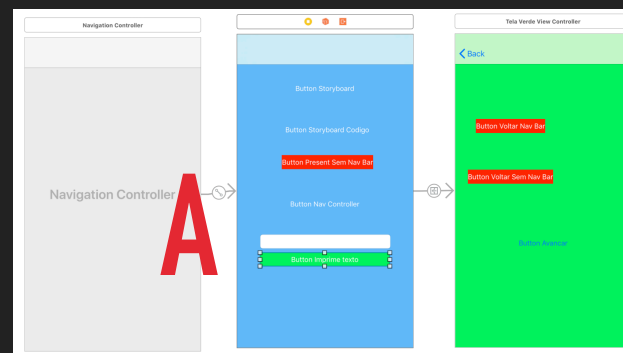 Navigation Controller
Tela Verde View Controller
Back
Button Storyboard
Button Storyboard Codigo
Button Present Sem Nav Bar
Button Nav Controller
Button Imprime texto
Navigation Controller
A
Button Voltar Nav Bar
Button Voltar Sem Nav Bar
Button Avancar